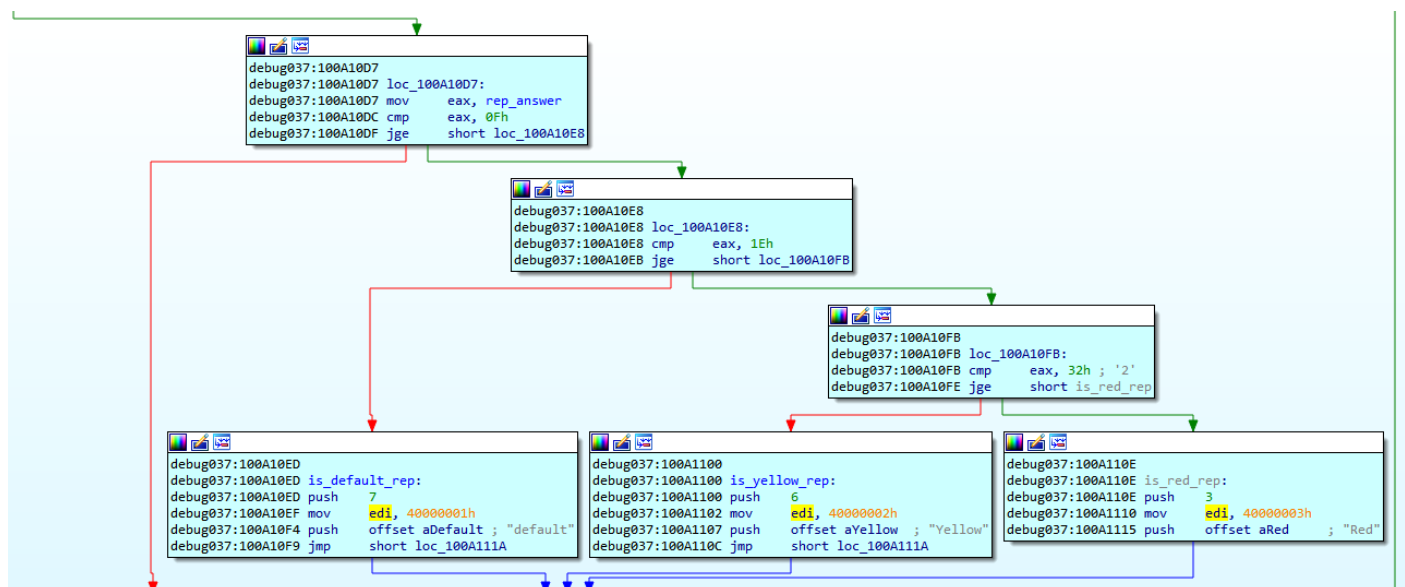 debug037:100A10D7
debug037:100A10D7 loc_100A10D7:
debug037:100A10D7 mov     eax, rep_answer
debug037:100A10DC cmp     eax, 0Fh
debug037:100A10DF jge     short loc_100A10E8
debug037:100A10E8
debug037:100A10E8 loc_100A10E8:
debug037:100A10E8 cmp     eax, 1Eh
debug037:100A10EB jge     short loc_100A10FB
debug037:100A10FB
debug037:100A10FB loc_100A10FB:
debug037:100A10FB cmp     eax, 32h ; '2'
debug037:100A10FE jge     short is_red_rep
debug037:100A10ED
debug037:100A10ED is_default_rep:
debug037:100A10ED push    7
debug037:100A10EF mov     edi, 40000001h
debug037:100A10F4 push    offset aDefault ; "default"
debug037:100A10F9 jmp     short loc_100A111A
debug037:100A1100
debug037:100A1100 is_yellow_rep:
debug037:100A1100 push    6
debug037:100A1102 mov     edi, 40000002h
debug037:100A1107 push    offset aYellow  ; "Yellow"
debug037:100A110C jmp     short loc_100A111A
debug037:100A110E
debug037:100A110E is_red_rep:
debug037:100A110E push    3
debug037:100A1110 mov     edi, 40000003h
debug037:100A1115 push    offset aRed     ; "Red"